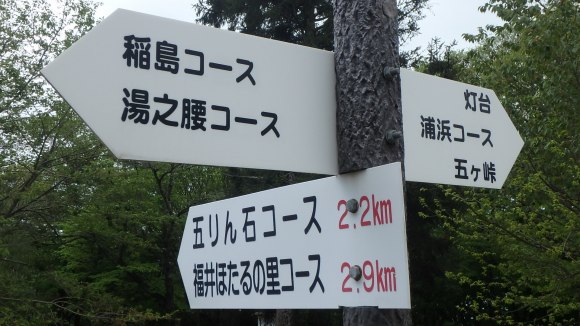 稲島コース
湯之腰コース
灯台
浦浜コース
五ヶ峠
五りん石コース 2.2km
福井ほたるの里コース 2.9km